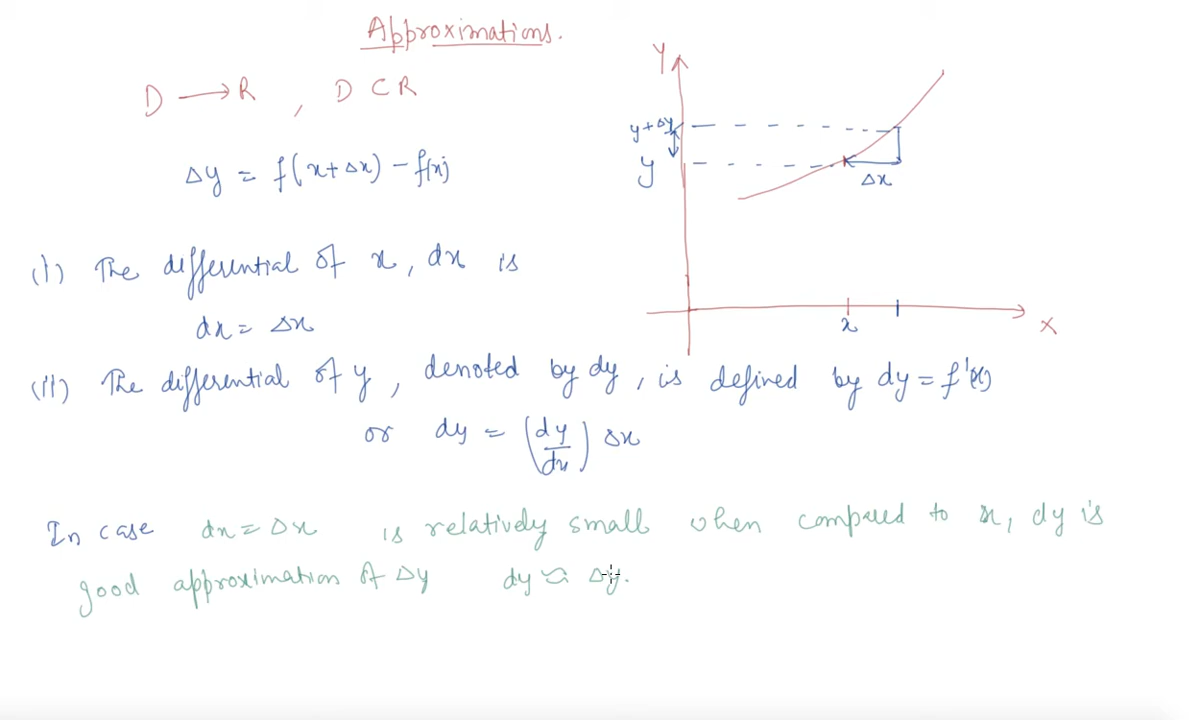 Approximations.
D → R , D ⊂ R
Δy = f(x+Δx) - f(x)
(i) The differential of x, dx is
dx = Δx
(ii) The differential of y, denoted by dy, is defined by dy = f'(x)
or dy = (dy/dx) Δx
In case dx = Δx is relatively small when compared to x, dy is
good approximation of Δy dy ≈ Δy.
Y
y+Δy
y
Δx
x
X